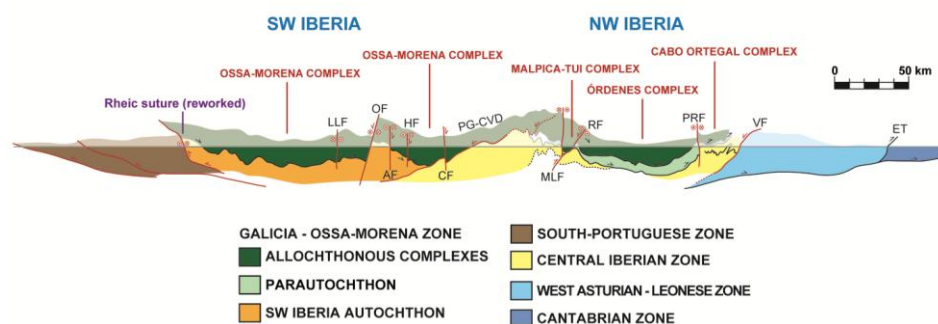 SW IBERIA
NW IBERIA
CABO ORTEGAL COMPLEX
OSSA-MORENA COMPLEX
OSSA-MORENA COMPLEX
MALPICA-TUI COMPLEX
ÓRDENES COMPLEX
0 50 km
Rheic suture (reworked)
OF
LLF
HF
PG-CVD
RF
PRF
VF
ET
AF
CF
MLF
GALICIA - OSSA-MORENA ZONE
ALLOCHTHONOUS COMPLEXES
PARAUTOCHTHON
SW IBERIA AUTOCHTHON
SOUTH-PORTUGUESE ZONE
CENTRAL IBERIAN ZONE
WEST ASTURIAN - LEONESE ZONE
CANTABRIAN ZONE